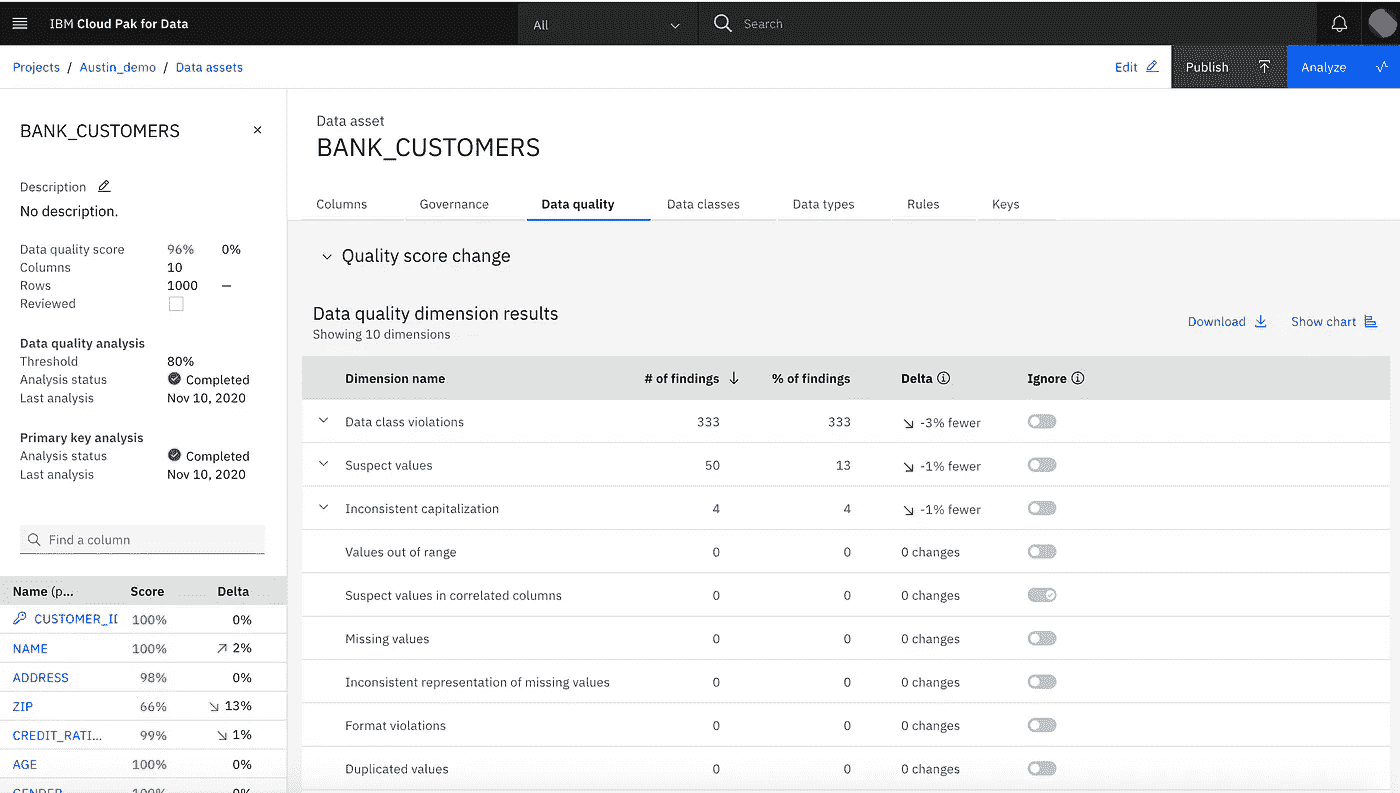 IBM Cloud Pak for Data
All
Search
Projects / Austin_demo / Data assets
Edit
Publish
Analyze
BANK_CUSTOMERS
Description
No description.
Data quality score 96% 0%
Columns 10
Rows 1000 —
Reviewed
Data quality analysis
Threshold 80%
Analysis status Completed
Last analysis Nov 10, 2020
Primary key analysis
Analysis status Completed
Last analysis Nov 10, 2020
Find a column
Name (p... Score Delta
CUSTOMER_ID 100% 0%
NAME 100% 2%
ADDRESS 98% 0%
ZIP 66% 13%
CREDIT_RATI... 99% 1%
AGE 100% 0%
GENDER 100% 0%
Data asset
BANK_CUSTOMERS
Columns Governance Data quality Data classes Data types Rules Keys
Quality score change
Data quality dimension results
Showing 10 dimensions
Download Show chart
Dimension name # of findings % of findings Delta Ignore
Data class violations 333 333 -3% fewer
Suspect values 50 13 -1% fewer
Inconsistent capitalization 4 4 -1% fewer
Values out of range 0 0 0 changes
Suspect values in correlated columns 0 0 0 changes
Missing values 0 0 0 changes
Inconsistent representation of missing values 0 0 0 changes
Format violations 0 0 0 changes
Duplicated values 0 0 0 changes